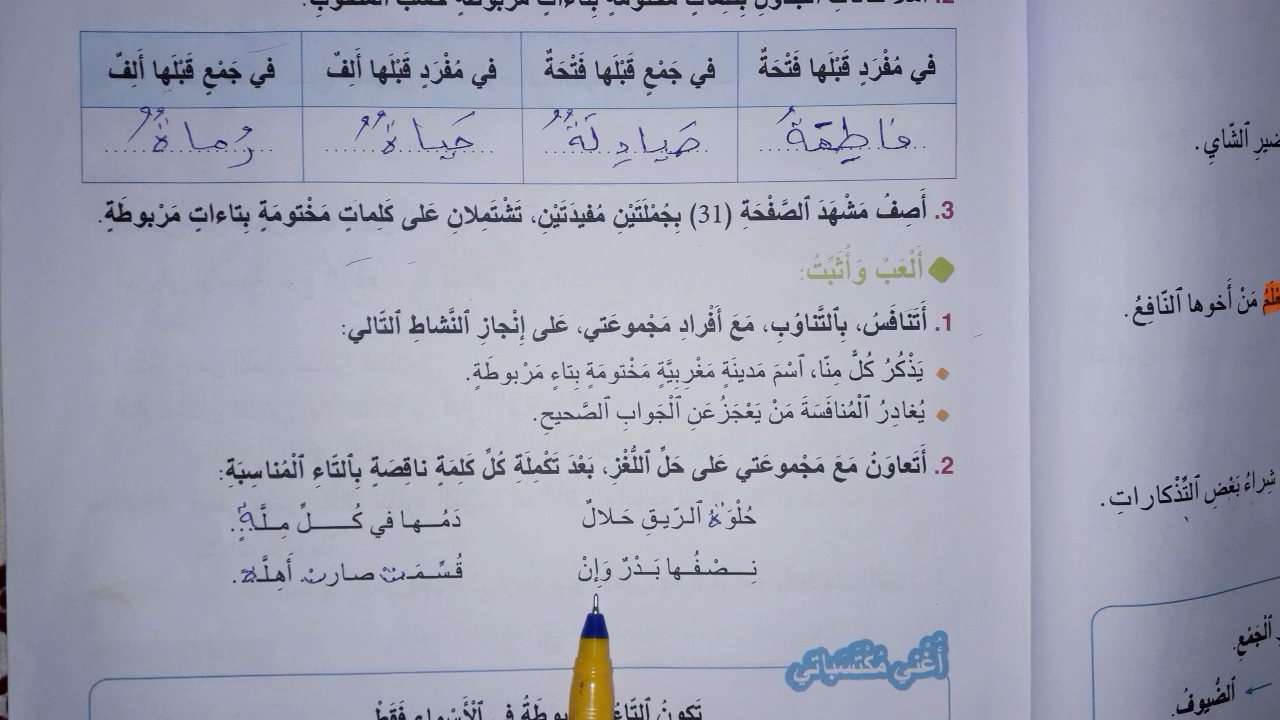 في مُفْرَدٍ قَبْلَها فَتْحَةٌ
في جَمْعٍ قَبْلَها فَتْحَةٌ
في مُفْرَدٍ قَبْلَها أَلِفٌ
في جَمْعٍ قَبْلَها أَلِفٌ
فاطِمَةُ
صَيادِلَةٌ
حَياةٌ
رُماةٌ
3. أَصِفُ مَشْهَدَ ٱلصَّفْحَةِ (31) بِجُمْلَتَيْنِ مُفيدَتَيْنِ، تَشْتَمِلانِ عَلى كَلِماتٍ مَخْتومَةٍ بِتاءاتٍ مَرْبوطَةٍ.
أَلْعَبُ وَأُثَبِّتُ:
1. أَتَنافَسُ، بِٱلتَّناوُبِ، مَعَ أَفْرادِ مَجْموعَتي، عَلى إِنْجازِ ٱلنَّشاطِ ٱلتّالي:
• يَذْكُرُ كُلٌّ مِنّا، ٱسْمَ مَدينَةٍ مَغْرِبِيَّةٍ مَخْتومَةٍ بِتاءٍ مَرْبوطَةٍ.
• يُغادِرُ ٱلْمُنافَسَةَ مَنْ يَعْجَزُ عَنِ ٱلْجَوابِ ٱلصَّحيحِ.
2. أَتَعاوَنُ مَعَ مَجْموعَتي عَلى حَلِّ ٱللُّغْزِ، بَعْدَ تَكْمِلَةِ كُلِّ كَلِمَةٍ ناقِصَةٍ بِٱلتّاءِ ٱلْمُناسِبَةِ:
حُلْوَةُ ٱلرّيقِ حَلالٌ دَمُها في كُلِّ مِلَّةٍ.
نِصْفُها بَدْرٌ وَإِنْ قُسِّمَتْ صارتْ أَهِلَّة.
أُغْني مُكْتَسَباتي
ضيرِ ٱلشّايِ.
مَنْ أَخوها ٱلنّافِعُ.
شِراءُ بَعْضِ ٱلتِّذْكاراتِ.
ٱلْجَمْعِ.
ٱلضُّيوفُ.